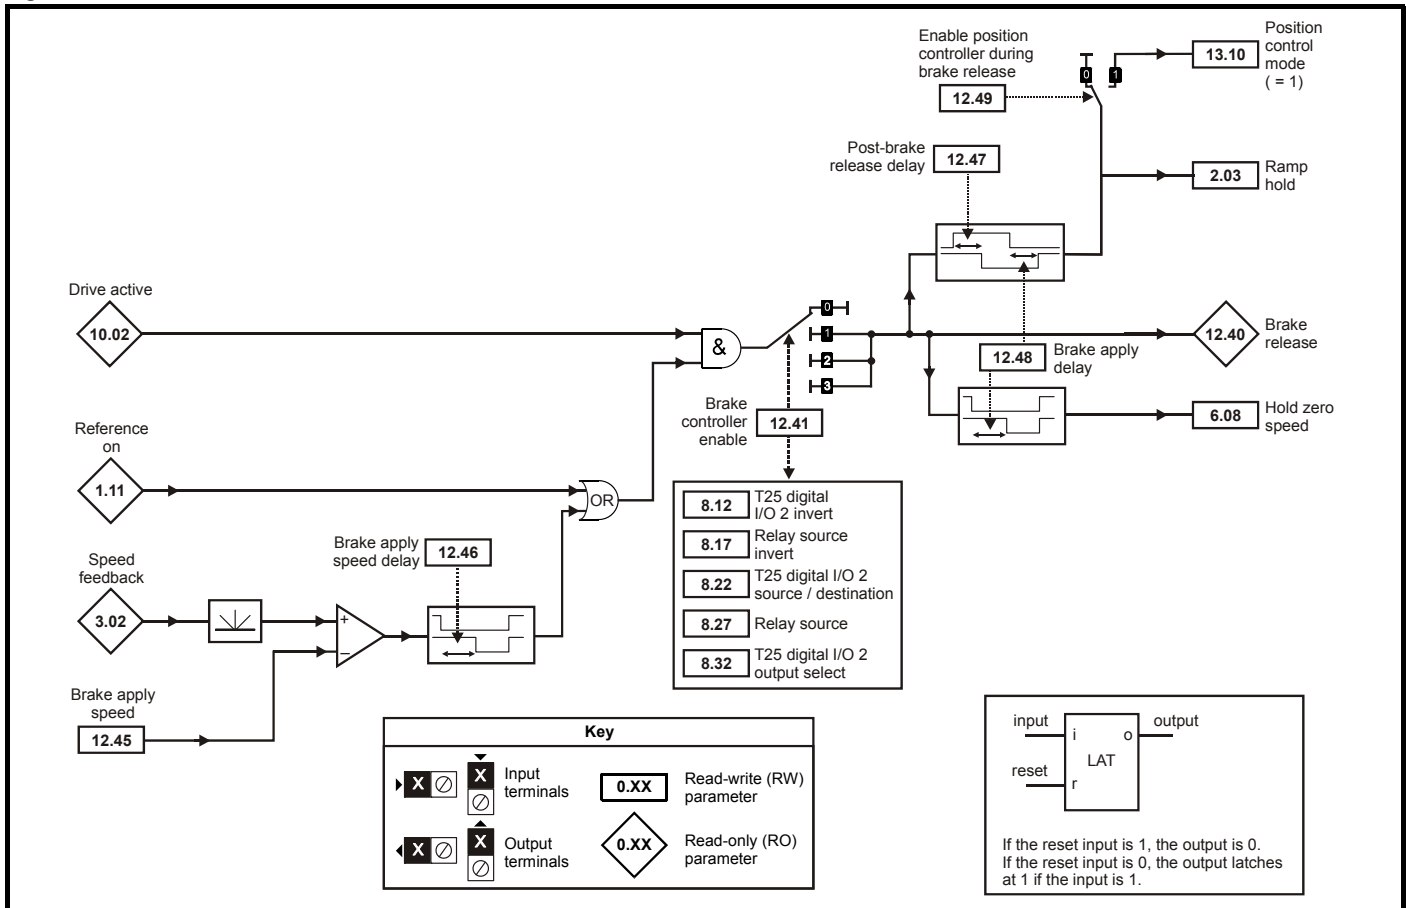 Enable position
controller during
brake release
12.49
0
1
13.10
Position
control
mode
( = 1)
Post-brake
release delay
12.47
2.03
Ramp
hold
Drive active
10.02
&
0
1
2
3
12.40
Brake
release
12.48
Brake apply
delay
Brake
controller
enable
12.41
6.08
Hold zero
speed
Reference
on
1.11
OR
8.12
T25 digital
I/O 2 invert
8.17
Relay source
invert
8.22
T25 digital I/O 2
source / destination
8.27
Relay source
8.32
T25 digital I/O 2
output select
Brake apply
speed delay
12.46
Speed
feedback
3.02
+
–
Brake apply
speed
12.45
Key
X
X
Input
terminals
0.XX
Read-write (RW)
parameter
X
X
Output
terminals
0.XX
Read-only (RO)
parameter
input
i
o
output
LAT
reset
r
If the reset input is 1, the output is 0.
If the reset input is 0, the output latches
at 1 if the input is 1.